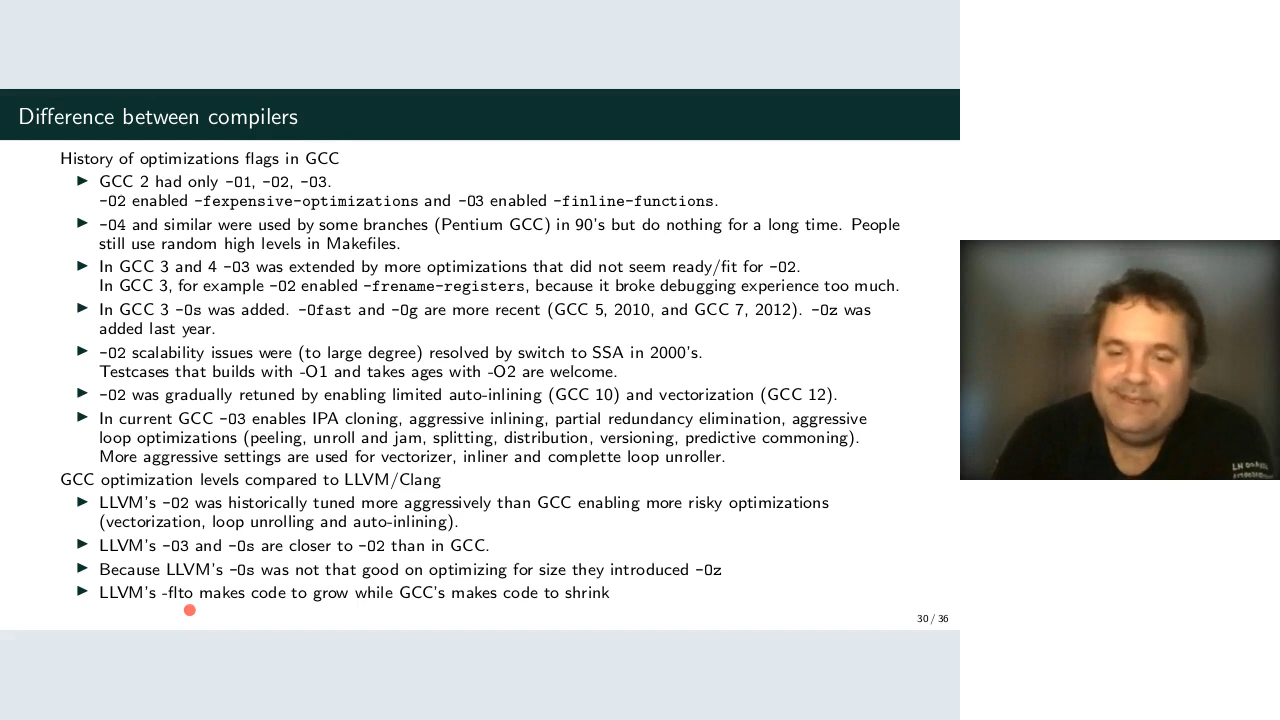 Difference between compilers
History of optimizations flags in GCC
▶ GCC 2 had only -O1, -O2, -O3.
-O2 enabled -fexpensive-optimizations and -O3 enabled -finline-functions.
▶ -O4 and similar were used by some branches (Pentium GCC) in 90's but do nothing for a long time. People
still use random high levels in Makefiles.
▶ In GCC 3 and 4 -O3 was extended by more optimizations that did not seem ready/fit for -O2.
In GCC 3, for example -O2 enabled -frename-registers, because it broke debugging experience too much.
▶ In GCC 3 -Os was added. -Ofast and -Og are more recent (GCC 5, 2010, and GCC 7, 2012). -Oz was
added last year.
▶ -O2 scalability issues were (to large degree) resolved by switch to SSA in 2000's.
Testcases that builds with -O1 and takes ages with -O2 are welcome.
▶ -O2 was gradually retuned by enabling limited auto-inlining (GCC 10) and vectorization (GCC 12).
▶ In current GCC -O3 enables IPA cloning, aggressive inlining, partial redundancy elimination, aggressive
loop optimizations (peeling, unroll and jam, splitting, distribution, versioning, predictive commoning).
More aggressive settings are used for vectorizer, inliner and complette loop unroller.
GCC optimization levels compared to LLVM/Clang
▶ LLVM's -O2 was historically tuned more aggressively than GCC enabling more risky optimizations
(vectorization, loop unrolling and auto-inlining).
▶ LLVM's -O3 and -Os are closer to -O2 than in GCC.
▶ Because LLVM's -Os was not that good on optimizing for size they introduced -Oz
▶ LLVM's -flto makes code to grow while GCC's makes code to shrink
30 / 36